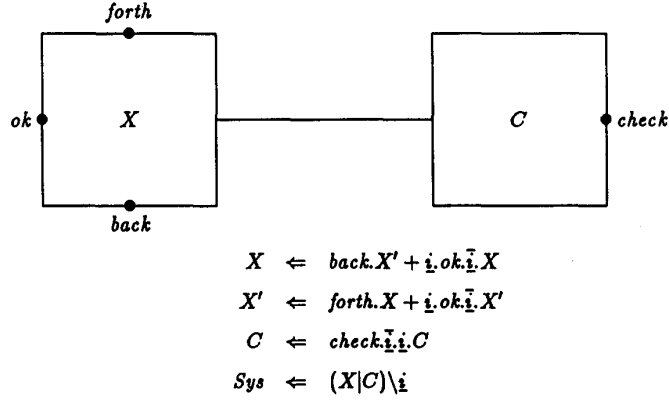 forth
ok X C check
back
X ⇐ back.X′ + i̲.ok.ī̲.X
X′ ⇐ forth.X + i̲.ok.ī̲.X′
C ⇐ check.ī̲.i̲.C
Sys ⇐ (X|C)\i̲